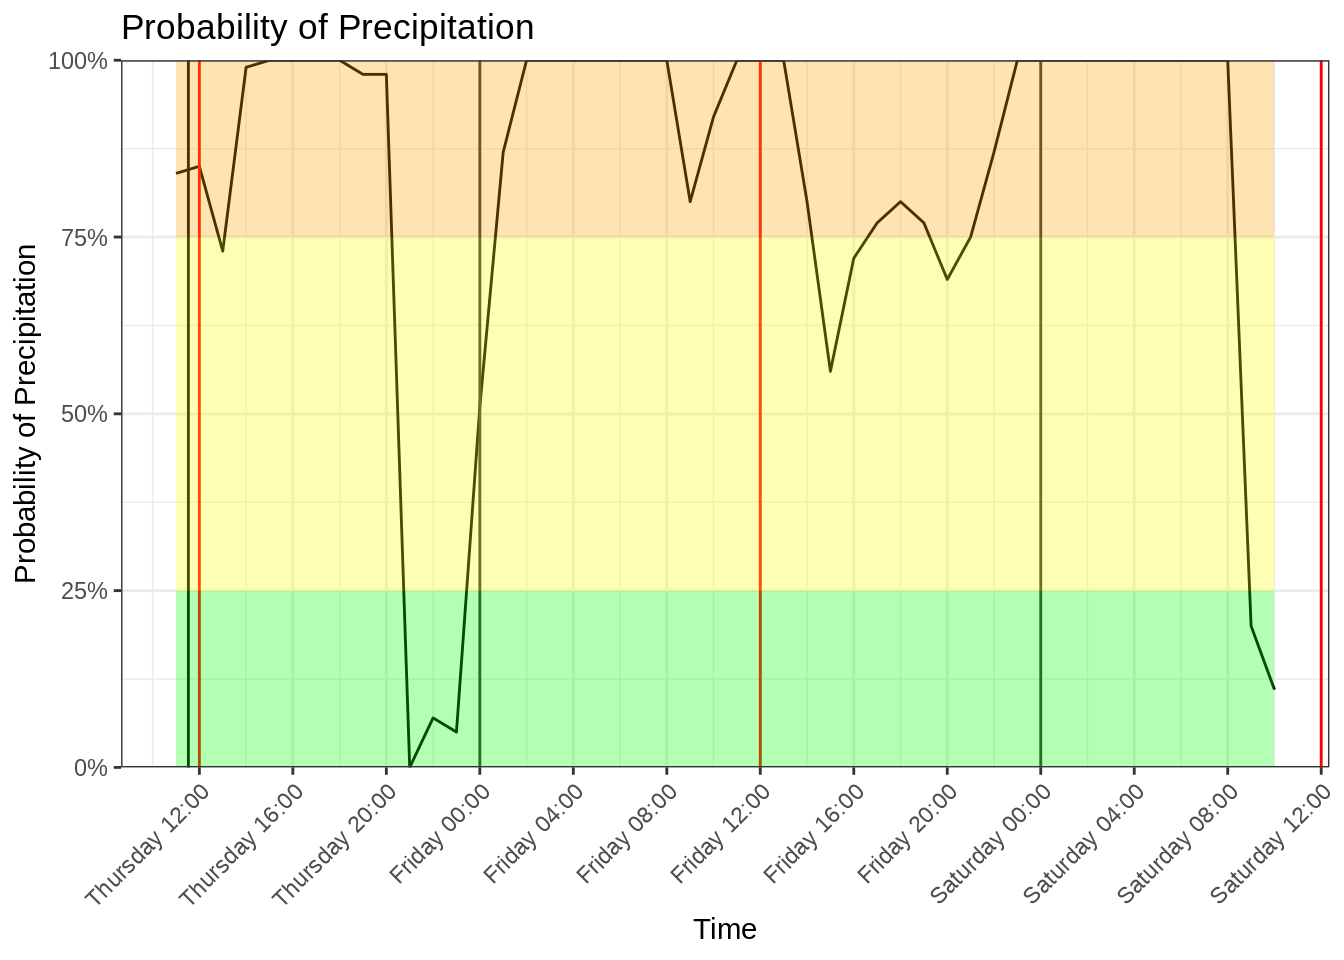 Probability of Precipitation
Probability of Precipitation
100%
75%
50%
25%
0%
Thursday 12:00
Thursday 16:00
Thursday 20:00
Friday 00:00
Friday 04:00
Friday 08:00
Friday 12:00
Friday 16:00
Friday 20:00
Saturday 00:00
Saturday 04:00
Saturday 08:00
Saturday 12:00
Time